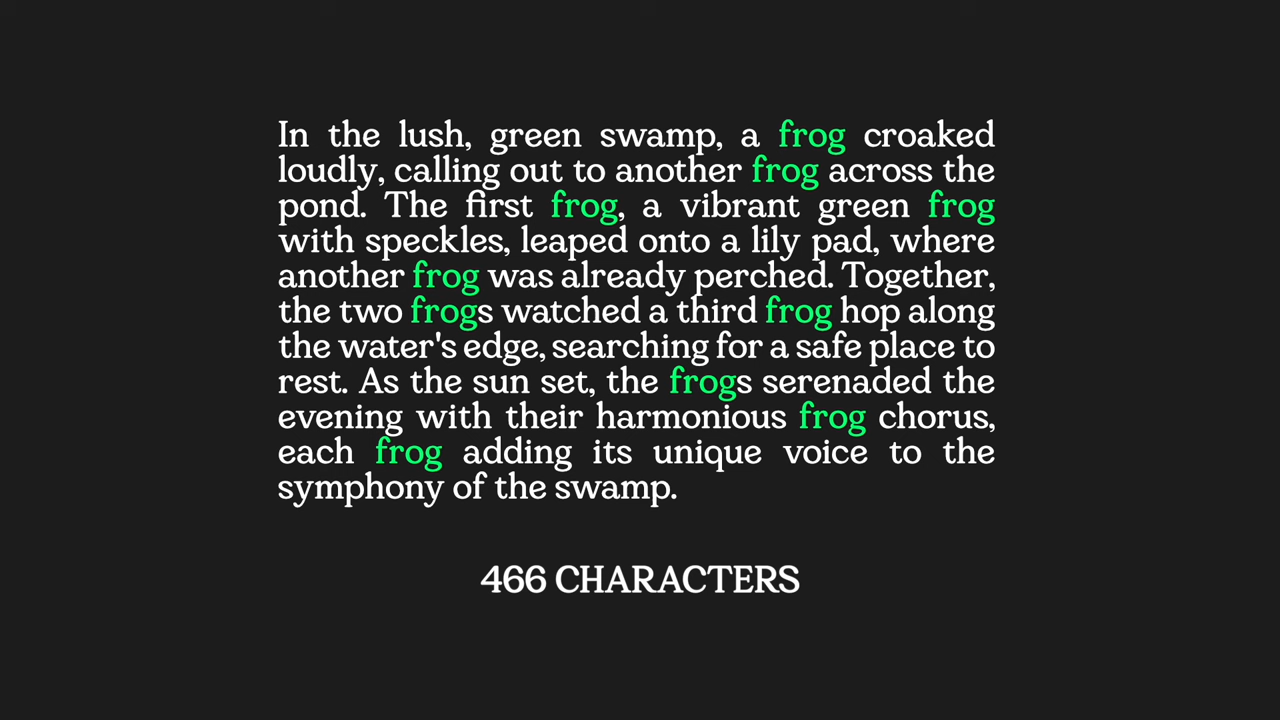 In the lush, green swamp, a frog croaked
loudly, calling out to another frog across the
pond. The first frog, a vibrant green frog
with speckles, leaped onto a lily pad, where
another frog was already perched. Together,
the two frogs watched a third frog hop along
the water's edge, searching for a safe place to
rest. As the sun set, the frogs serenaded the
evening with their harmonious frog chorus,
each frog adding its unique voice to the
symphony of the swamp.
466 CHARACTERS